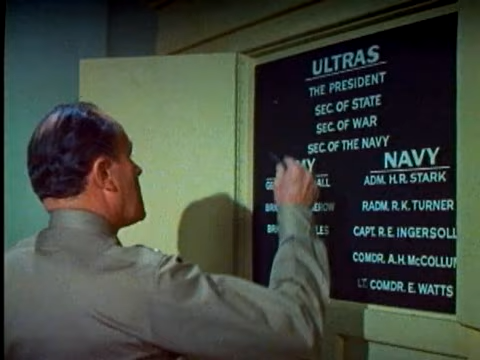 ULTRAS
THE PRESIDENT
SEC. OF STATE
SEC. OF WAR
SEC. OF THE NAVY
NAVY
ADM. H.R. STARK
RADM. R.K. TURNER
CAPT. R.E. INGERSOLL
COMDR. A.H. McCOLLUM
LT. COMDR. E. WATTS